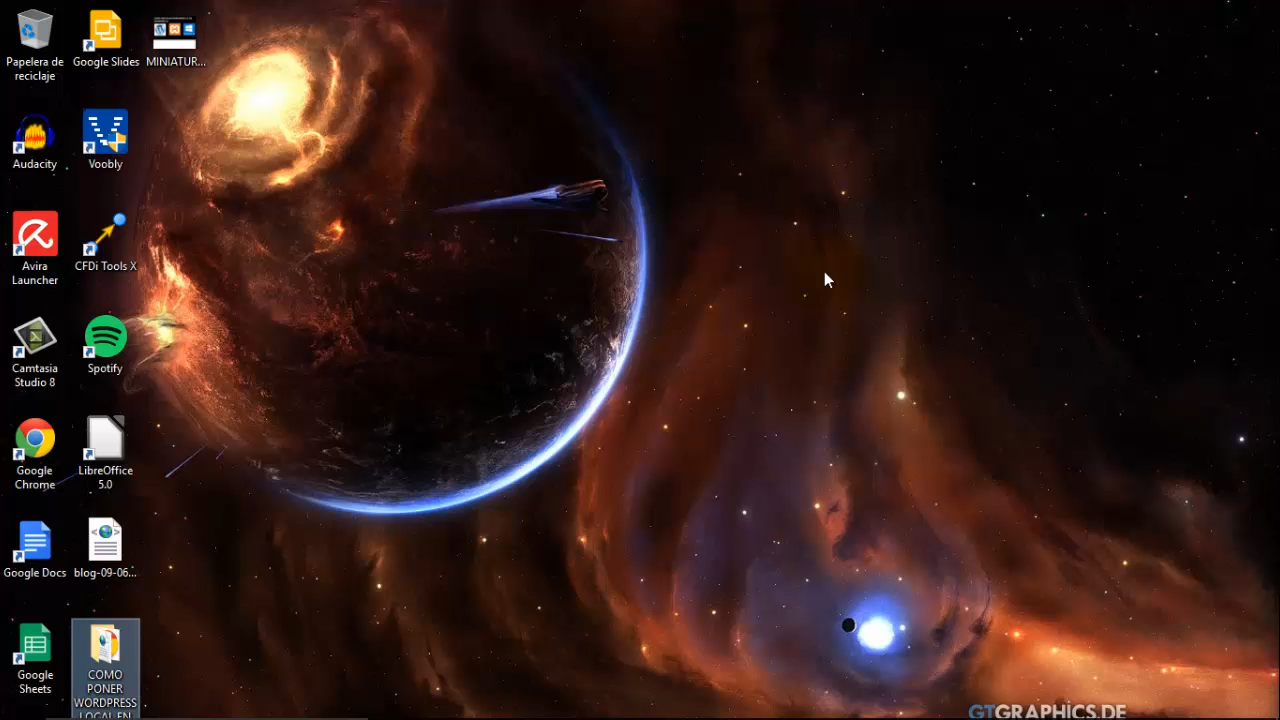 Papelera de
reciclaje
Google Slides
MINIATUR...
Audacity
Voobly
Avira
Launcher
CFDi Tools X
Camtasia
Studio 8
Spotify
Google
Chrome
LibreOffice
5.0
Google Docs
blog-09-06...
Google
Sheets
COMO
PONER
WORDPRESS
LOCAL EN
GTGRAPHICS.DE